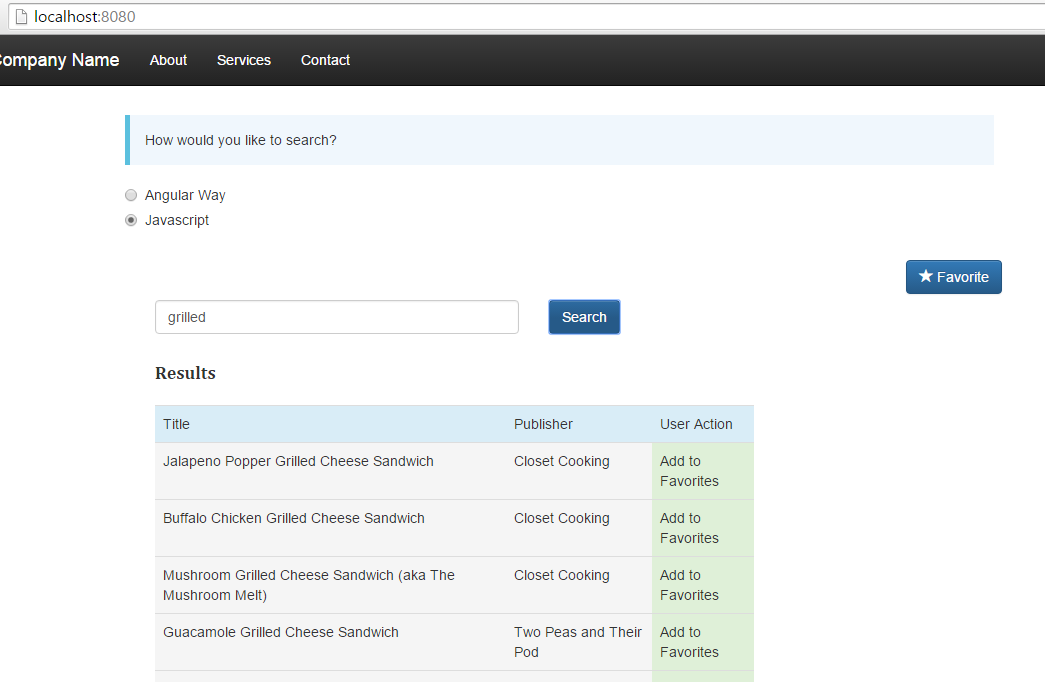 localhost:8080
ompany Name About Services Contact
How would you like to search?
Angular Way
Javascript
★ Favorite
grilled Search
Results
Title Publisher User Action
Jalapeno Popper Grilled Cheese Sandwich Closet Cooking Add to
Favorites
Buffalo Chicken Grilled Cheese Sandwich Closet Cooking Add to
Favorites
Mushroom Grilled Cheese Sandwich (aka The Closet Cooking Add to
Mushroom Melt) Favorites
Guacamole Grilled Cheese Sandwich Two Peas and Their Add to
Pod Favorites